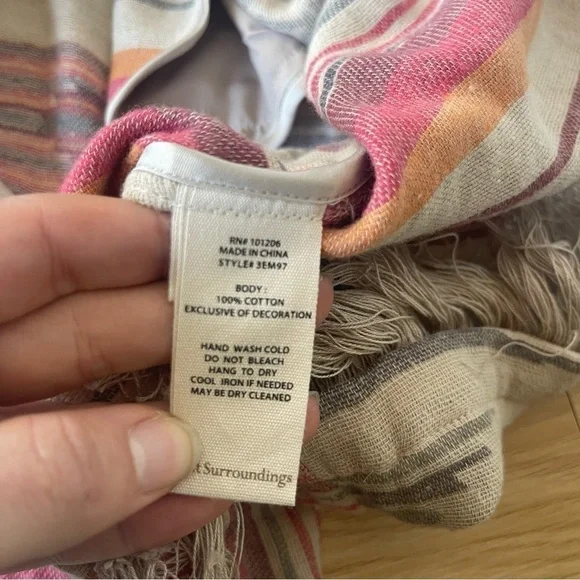 RN# 101206
MADE IN CHINA
STYLE# 3EM97
BODY :
100% COTTON
EXCLUSIVE OF DECORATION
HAND WASH COLD
DO NOT BLEACH
HANG TO DRY
COOL IRON IF NEEDED
MAY BE DRY CLEANED
t Surroundings